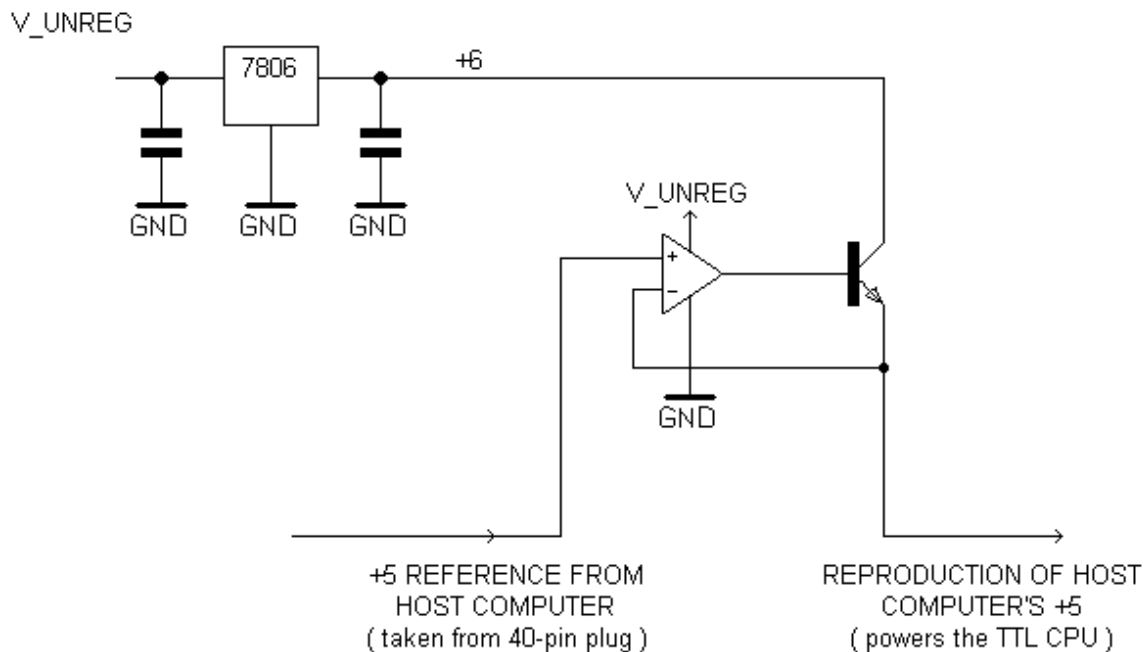 V_UNREG
7806
+6
GND
GND
GND
V_UNREG
+
-
GND
+5 REFERENCE FROM
HOST COMPUTER
( taken from 40-pin plug )
REPRODUCTION OF HOST
COMPUTER'S +5
( powers the TTL CPU )